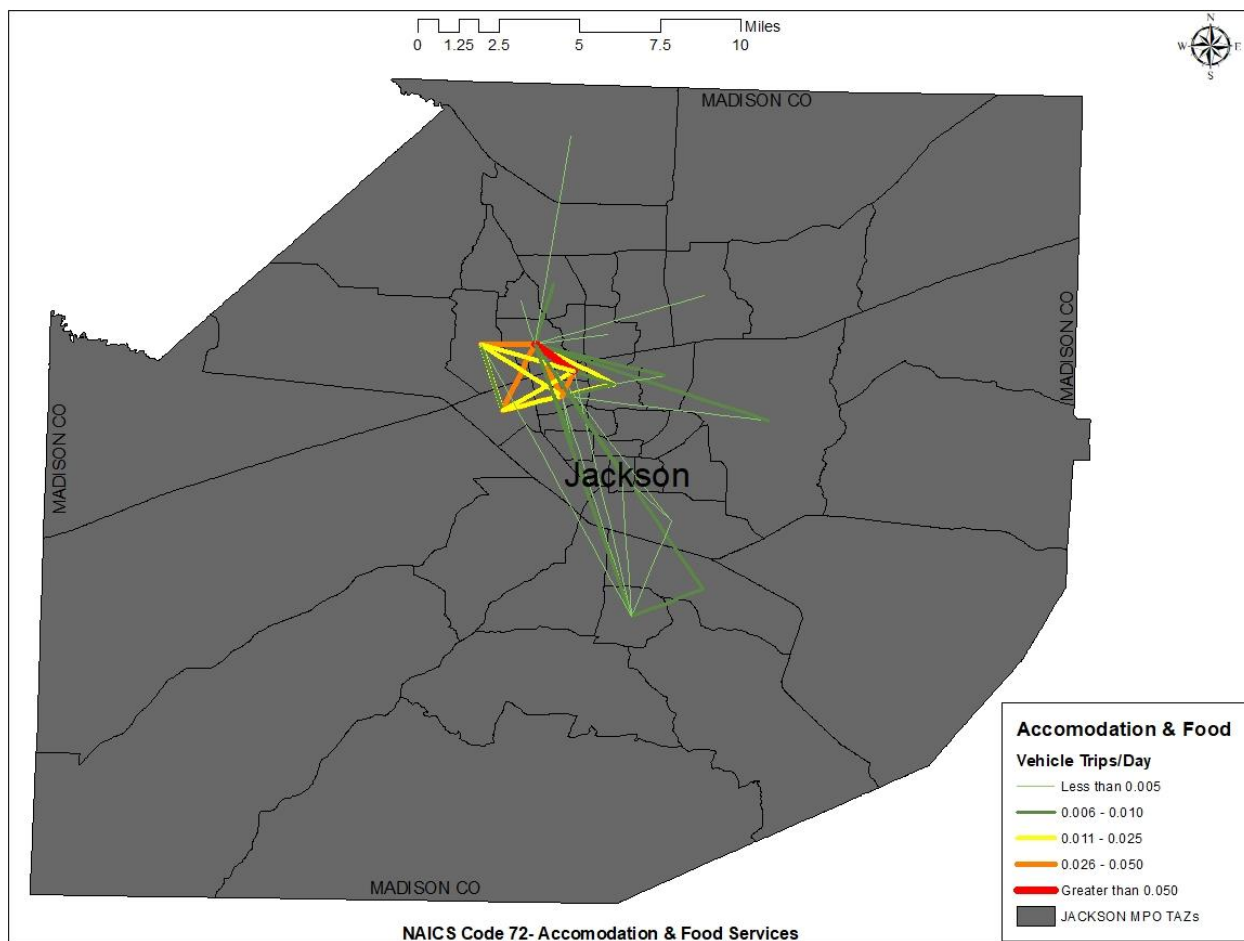 Miles
0 1.25 2.5 5 7.5 10
N
W E
S
MADISON CO
MADISON CO
MADISON CO
Jackson
MADISON CO
Accomodation & Food
Vehicle Trips/Day
Less than 0.005
0.006 - 0.010
0.011 - 0.025
0.026 - 0.050
Greater than 0.050
JACKSON MPO TAZs
NAICS Code 72- Accomodation & Food Services